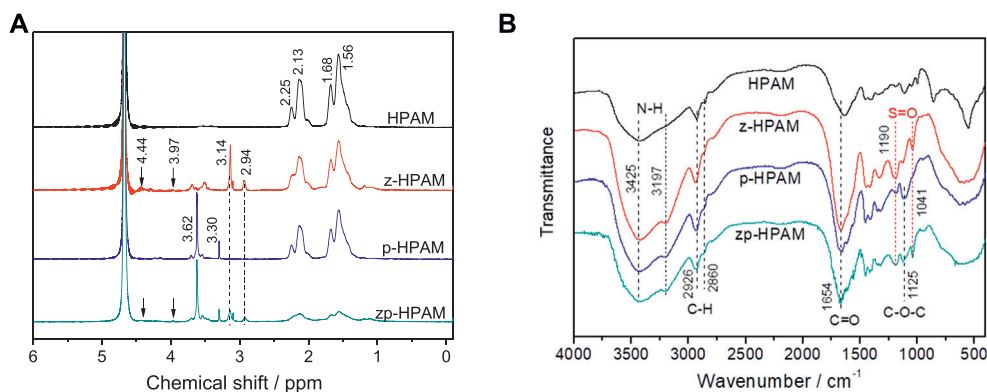 A
2.25
2.13
1.68
1.56
HPAM
4.44
3.97
3.14
2.94
z-HPAM
3.62
3.30
p-HPAM
zp-HPAM
6 5 4 3 2 1 0
Chemical shift / ppm
B
Transmittance
HPAM
N-H
S=O
z-HPAM
1190
3425
3197
p-HPAM
1041
zp-HPAM
2926
2860
1654
1125
C-H
C=O
C-O-C
4000 3500 3000 2500 2000 1500 1000 500
Wavenumber / cm⁻¹